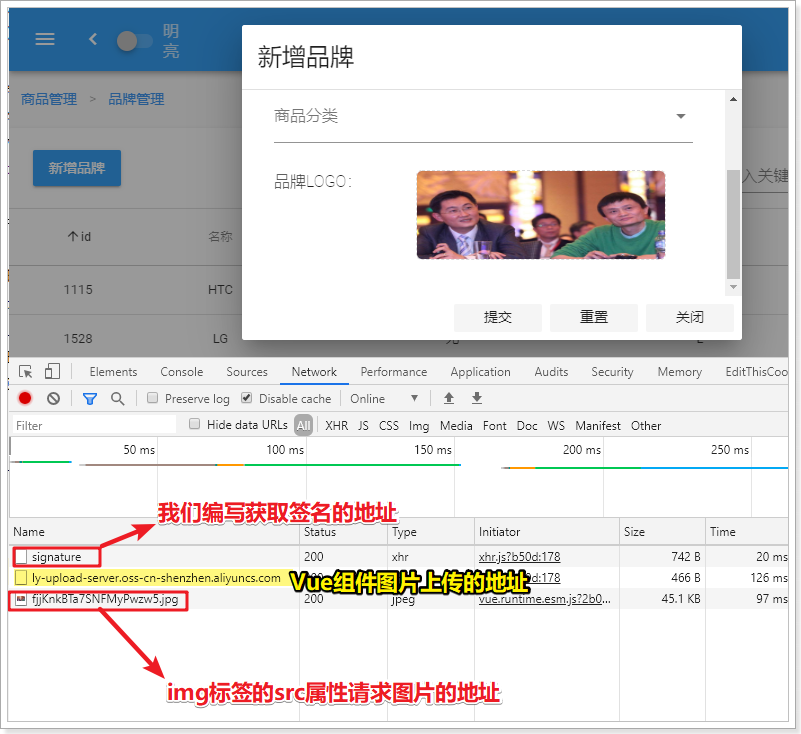 明
亮
新增品牌
商品管理 > 品牌管理
商品分类
新增品牌
品牌LOGO:
入关键
id 名称
1115 HTC
提交 重置 关闭
1528 LG
Elements Console Sources Network Performance Application Audits Security Memory EditThisCoo
Preserve log Disable cache Online
Filter Hide data URLs All XHR JS CSS Img Media Font Doc WS Manifest Other
50 ms 100 ms 150 ms 200 ms 250 ms
我们编写获取签名的地址
Name Status Type Initiator Size Time
signature 200 xhr xhr.js?b50d:178 742 B 20 ms
ly-upload-server.oss-cn-shenzhen.aliyuncs.com Vue组件图片上传的地址 :178 466 B 126 ms
fjjKnkBTa7SNFMyPwzw5.jpg 200 jpeg vue.runtime.esm.js?2b0... 45.1 KB 97 ms
img标签的src属性请求图片的地址